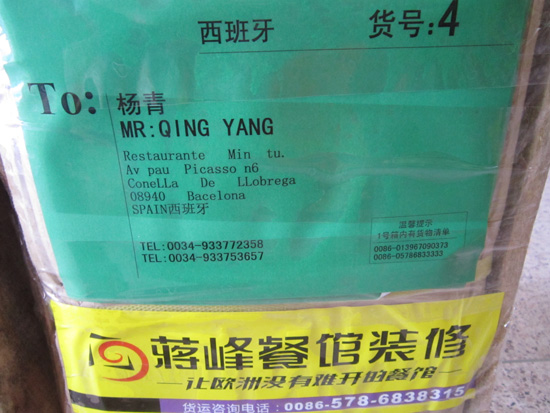 西班牙 货号:4
To: 杨青
MR:QING YANG
Restaurante Min tu.
Av pau Picasso n6
ConeLLa De LLobrega
08940 Bacelona
SPAIN西班牙
TEL:0034-933772358
TEL:0034-933753657
温馨提示
1号箱内有货物清单
0086-013967090373
0086-05786833333
蒋峰餐馆装修
让欧洲没有难开的餐馆
货运咨询电话:0086-578-6838315